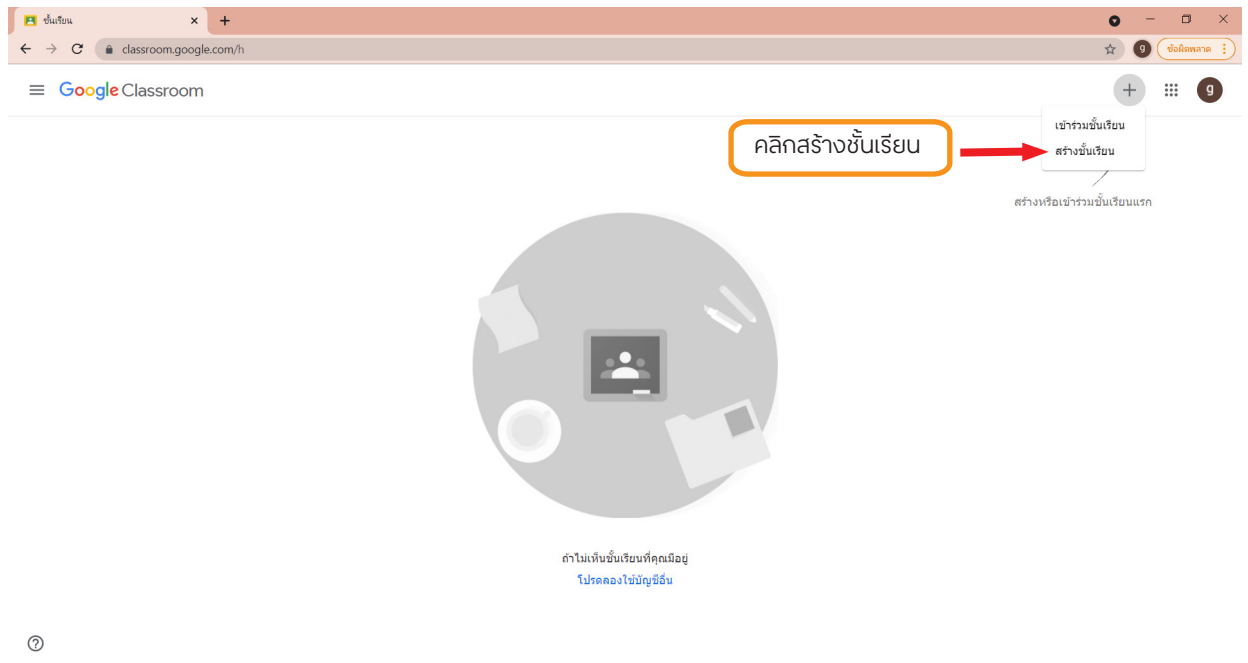 ชั้นเรียน
classroom.google.com/h
g
ข้อผิดพลาด
Google Classroom
g
เข้าร่วมชั้นเรียน
คลิกสร้างชั้นเรียน
สร้างชั้นเรียน
สร้างหรือเข้าร่วมชั้นเรียนแรก
ถ้าไม่เห็นชั้นเรียนที่คุณมีอยู่
โปรดลองใช้บัญชีอื่น